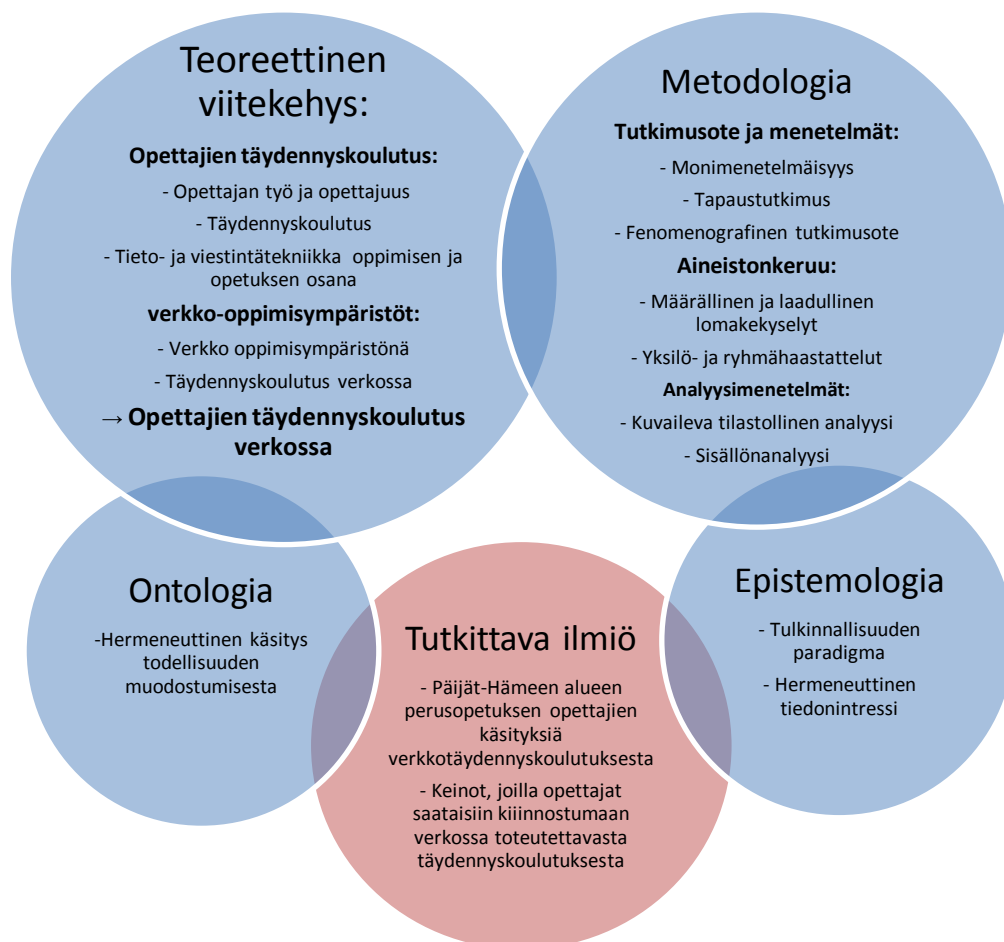 Teoreettinen
viitekehys:
Opettajien täydennyskoulutus:
- Opettajan työ ja opettajuus
- Täydennyskoulutus
- Tieto- ja viestintätekniikka oppimisen ja
opetuksen osana
verkko-oppimisympäristöt:
- Verkko oppimisympäristönä
- Täydennyskoulutus verkossa
→ Opettajien täydennyskoulutus
verkossa
Metodologia
Tutkimusote ja menetelmät:
- Monimenetelmäisyys
- Tapaustutkimus
- Fenomenografinen tutkimusote
Aineistonkeruu:
- Määrällinen ja laadullinen
lomakekyselyt
- Yksilö- ja ryhmähaastattelut
Analyysimenetelmät:
- Kuvaileva tilastollinen analyysi
- Sisällönanalyysi
Ontologia
-Hermeneuttinen käsitys
todellisuuden
muodostumisesta
Tutkittava ilmiö
- Päijät-Hämeen alueen
perusopetuksen opettajien
käsityksiä
verkkotäydennyskoulutuksesta
- Keinot, joilla opettajat
saataisiin kiinnostumaan
verkossa toteutettavasta
täydennyskoulutuksesta
Epistemologia
- Tulkinnallisuuden
paradigma
- Hermeneuttinen
tiedonintressi